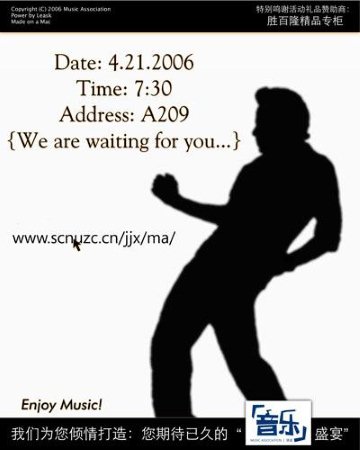 Copyright (C) 2006 Music Association
Power by Leask
Made on a Mac
特别鸣谢活动礼品赞助商：
胜百隆精品专柜
Date: 4.21.2006
Time: 7:30
Address: A209
{We are waiting for you...}
www.scnuzc.cn/jjx/ma/
Enjoy Music!
「音乐」
MUSIC ASSOCIATION
我们为您倾情打造：您期待已久的“ 盛宴”